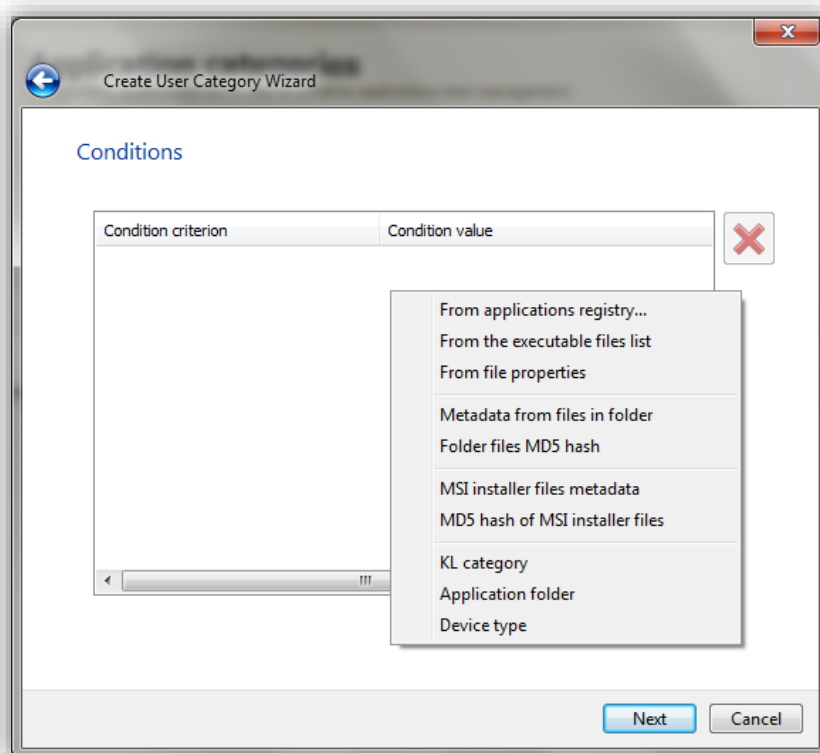 Application categories
Create User Category Wizard
Conditions
Condition criterion Condition value
From applications registry...
From the executable files list
From file properties
Metadata from files in folder
Folder files MD5 hash
MSI installer files metadata
MD5 hash of MSI installer files
KL category
Application folder
Device type
Next Cancel